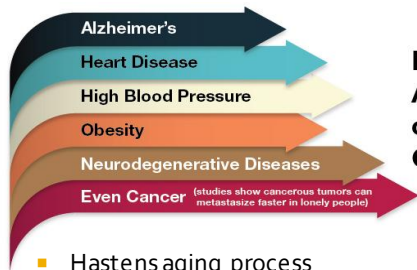 Alzheimer's
Heart Disease
High Blood Pressure
Obesity
Neurodegenerative Diseases
Even Cancer (studies show cancerous tumors can
metastasize faster in lonely people)
Hastens aging process